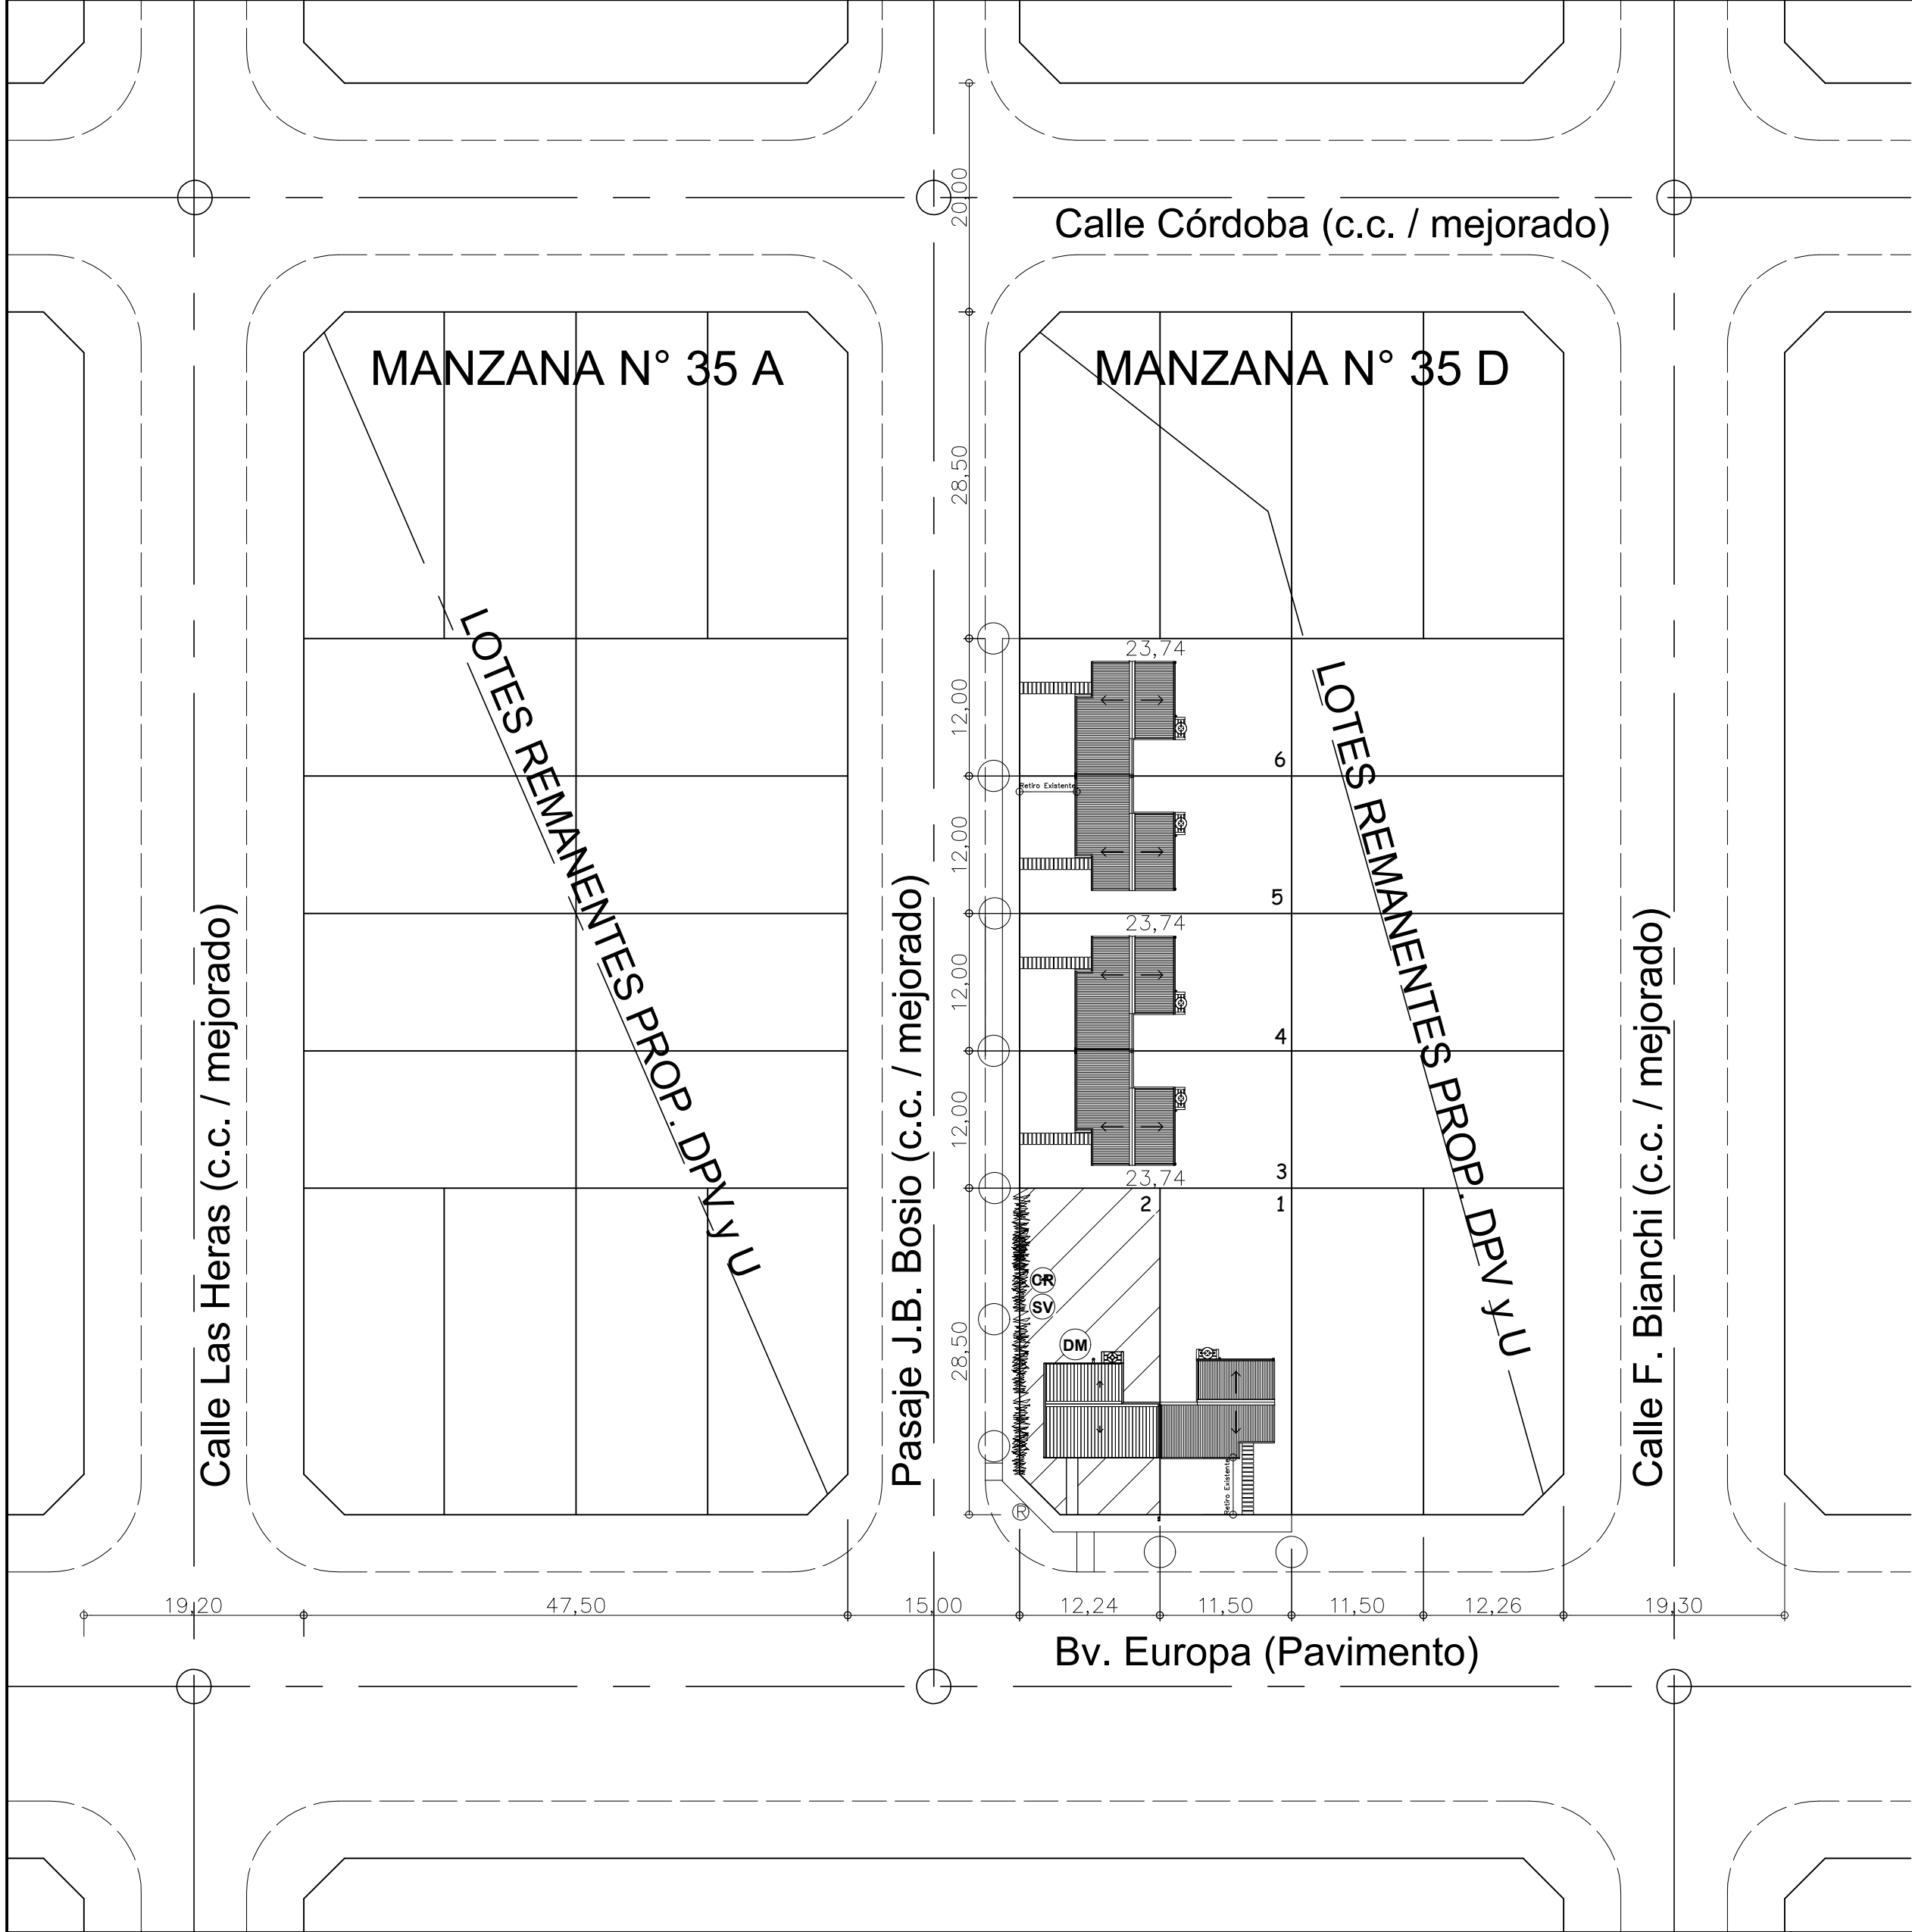 20,00
Calle Córdoba (c.c. / mejorado)
MANZANA N° 35 A
MANZANA N° 35 D
28,50
LOTES REMANENTES PROP. DPV y U
LOTES REMANENTES PROP. DPV y U
23,74
12,00
6
Retiro Existente
12,00
5
23,74
12,00
4
12,00
3
23,74
2
1
Calle Las Heras (c.c. / mejorado)
Pasaje J.B. Bosio (c.c. / mejorado)
Calle F. Bianchi (c.c. / mejorado)
CR
SV
DM
28,50
Retiro Existente
R
19,20
47,50
15,00
12,24
11,50
11,50
12,26
19,30
Bv. Europa (Pavimento)